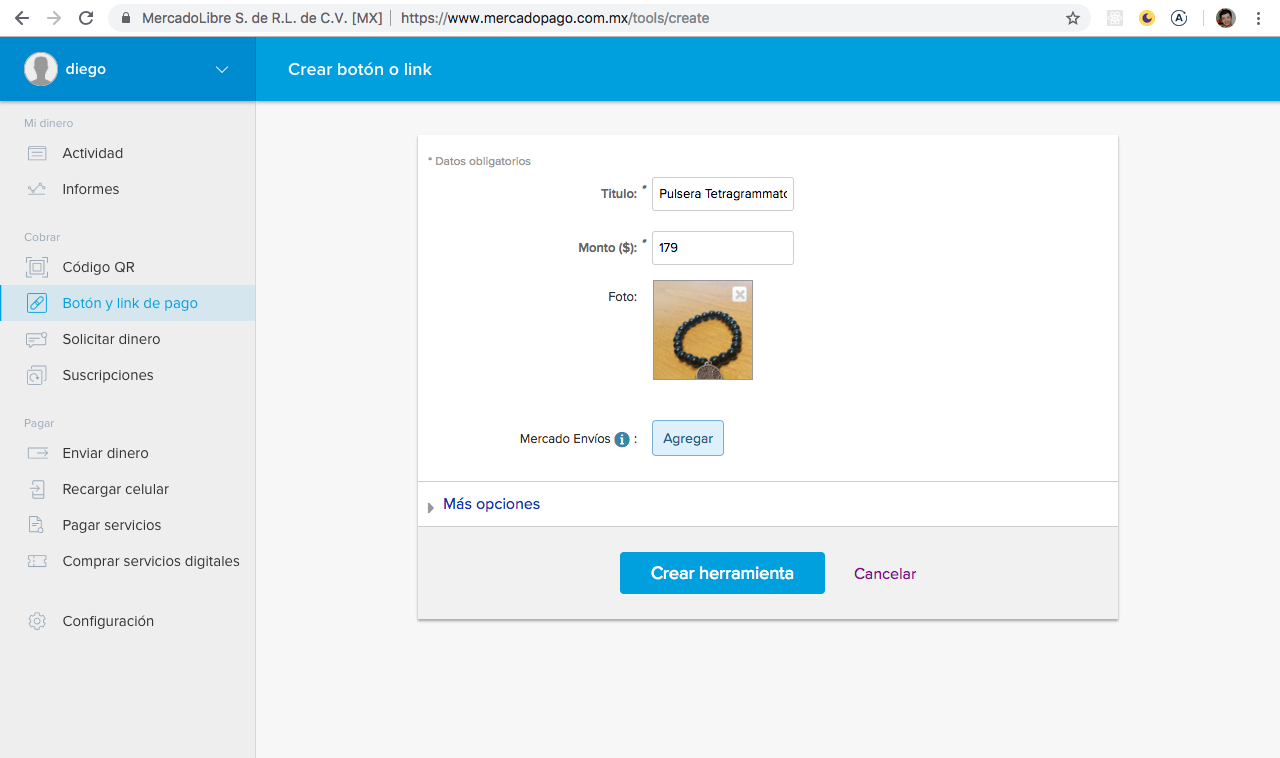 MercadoLibre S. de R.L. de C.V. [MX] | https://www.mercadopago.com.mx/tools/create
diego
Crear botón o link
Mi dinero
Actividad
Informes
Cobrar
Código QR
Botón y link de pago
Solicitar dinero
Suscripciones
Pagar
Enviar dinero
Recargar celular
Pagar servicios
Comprar servicios digitales
Configuración
* Datos obligatorios
Titulo: * Pulsera Tetragrammato
Monto ($): * 179
Foto:
Mercado Envíos i : Agregar
Más opciones
Crear herramienta Cancelar